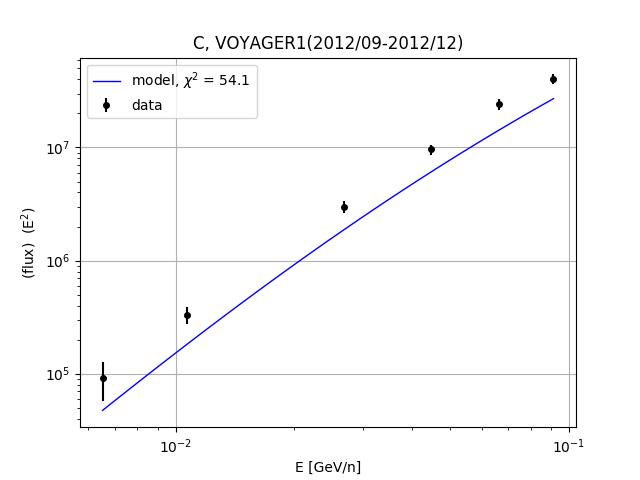 C, VOYAGER1(2012/09-2012/12)
model, χ² = 54.1
data
(flux) (E²)
10⁷
10⁶
10⁵
10⁻²
10⁻¹
E [GeV/n]